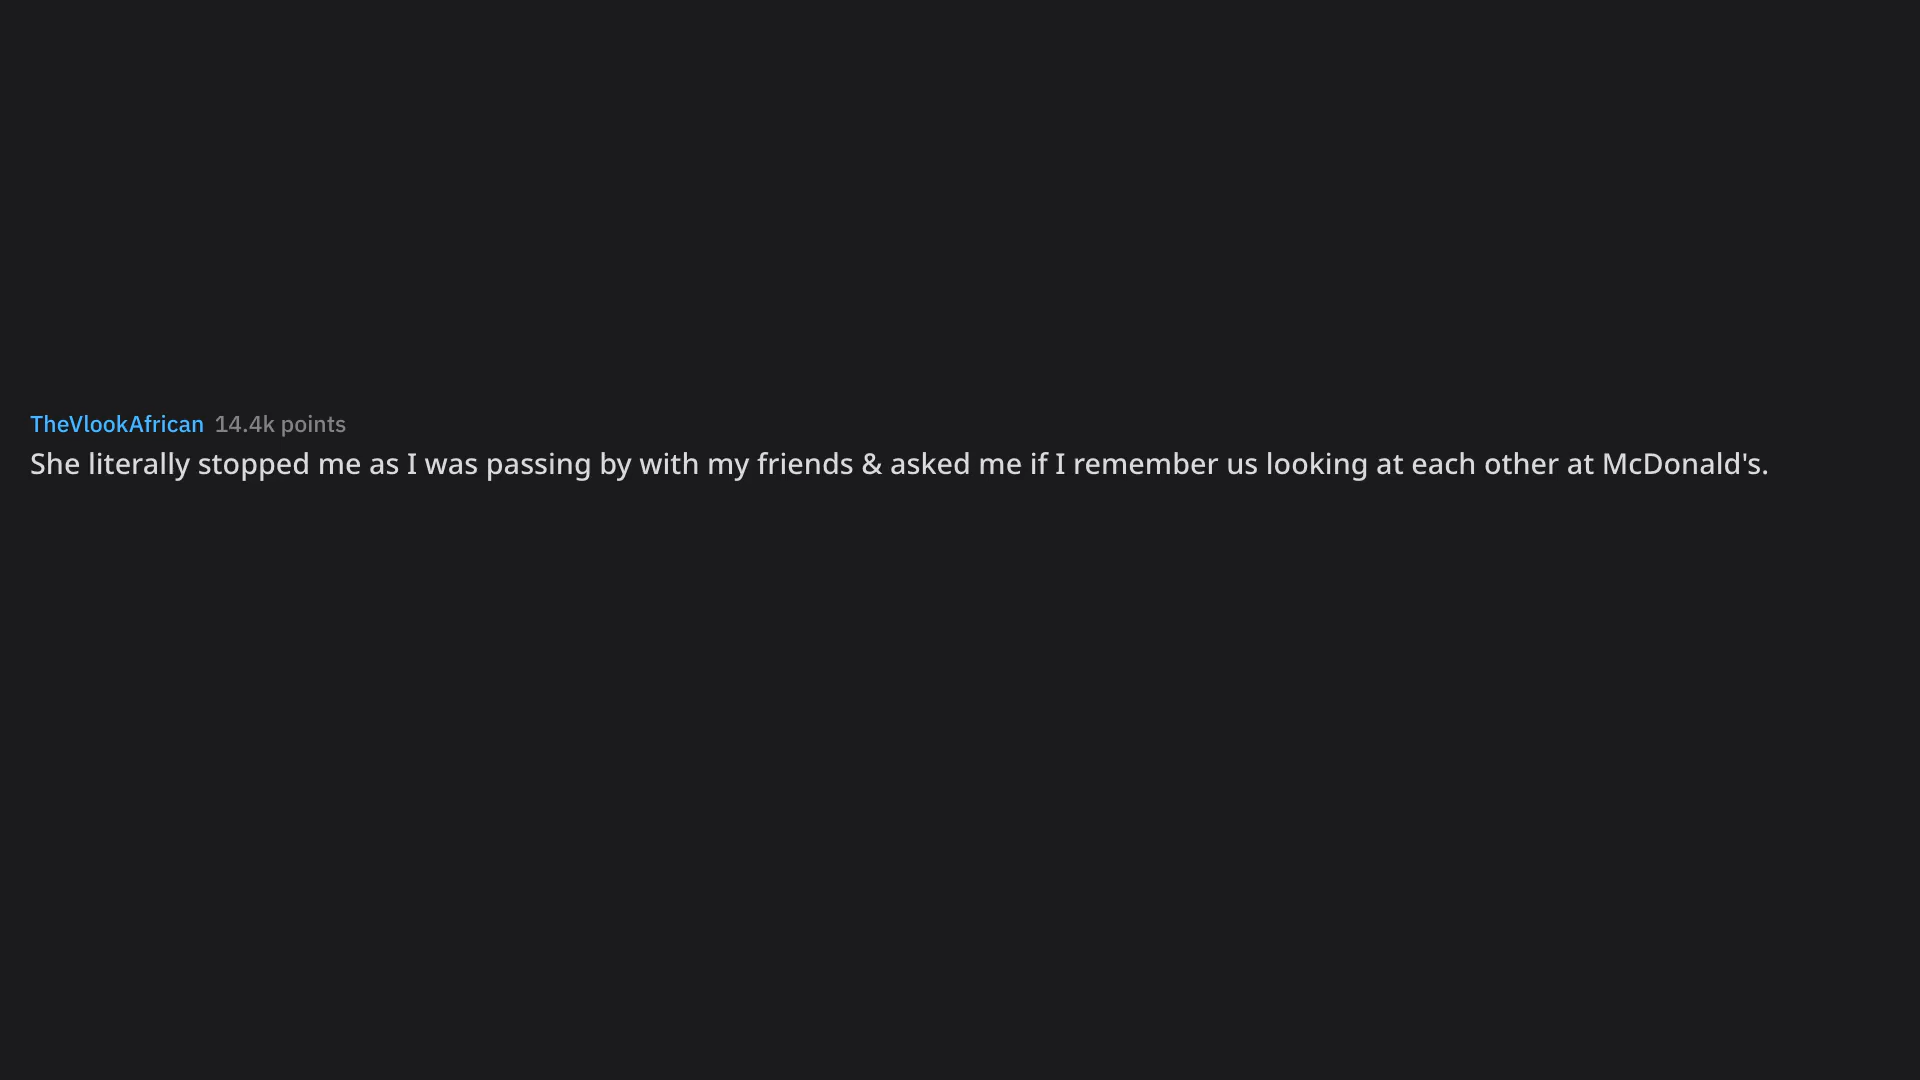 TheVlookAfrican 14.4k points
She literally stopped me as I was passing by with my friends & asked me if I remember us looking at each other at McDonald's.